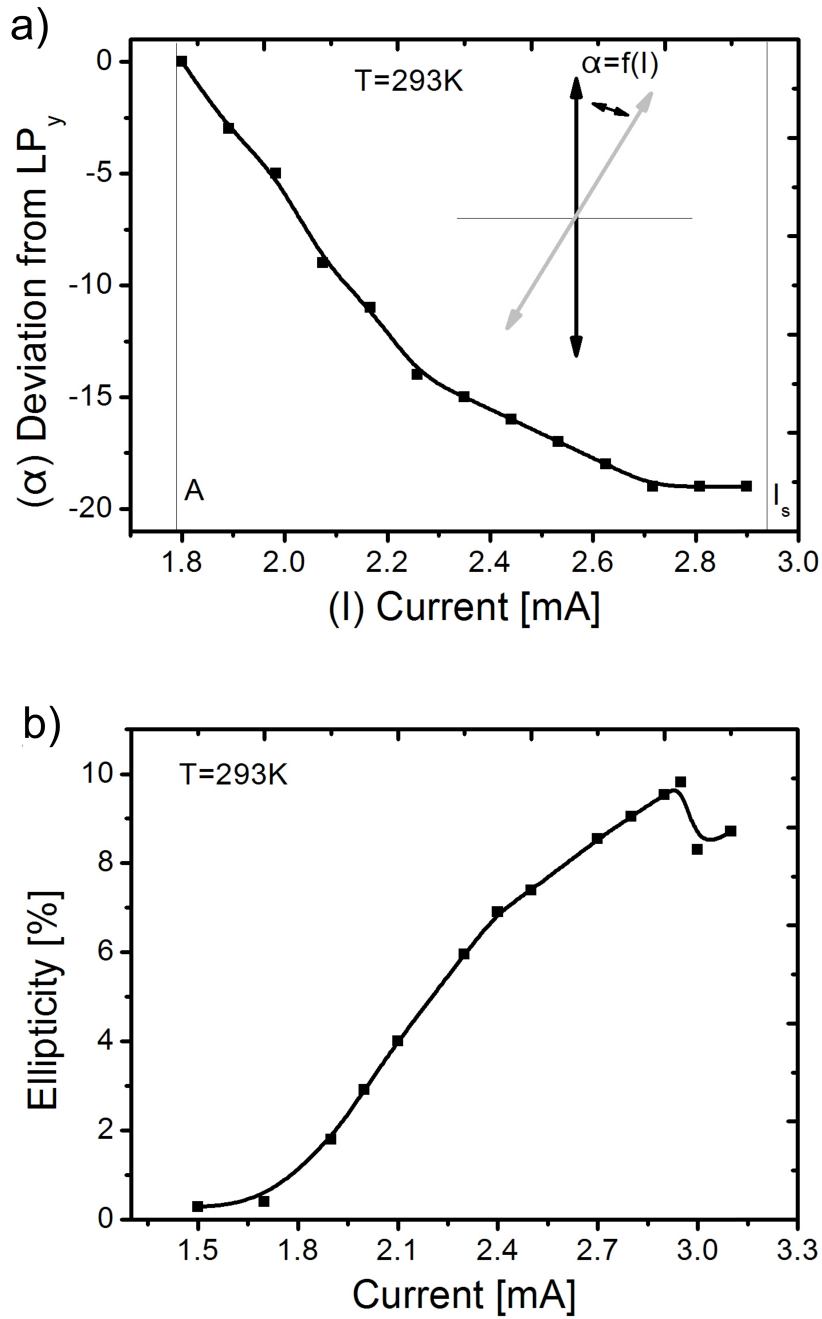 a)
α=f(I)
T=293K
0
-5
-10
-15
-20
(α) Deviation from LPy
A
Is
1.8 2.0 2.2 2.4 2.6 2.8 3.0
(I) Current [mA]
b)
T=293K
10
8
6
4
2
0
Ellipticity [%]
1.5 1.8 2.1 2.4 2.7 3.0 3.3
Current [mA]